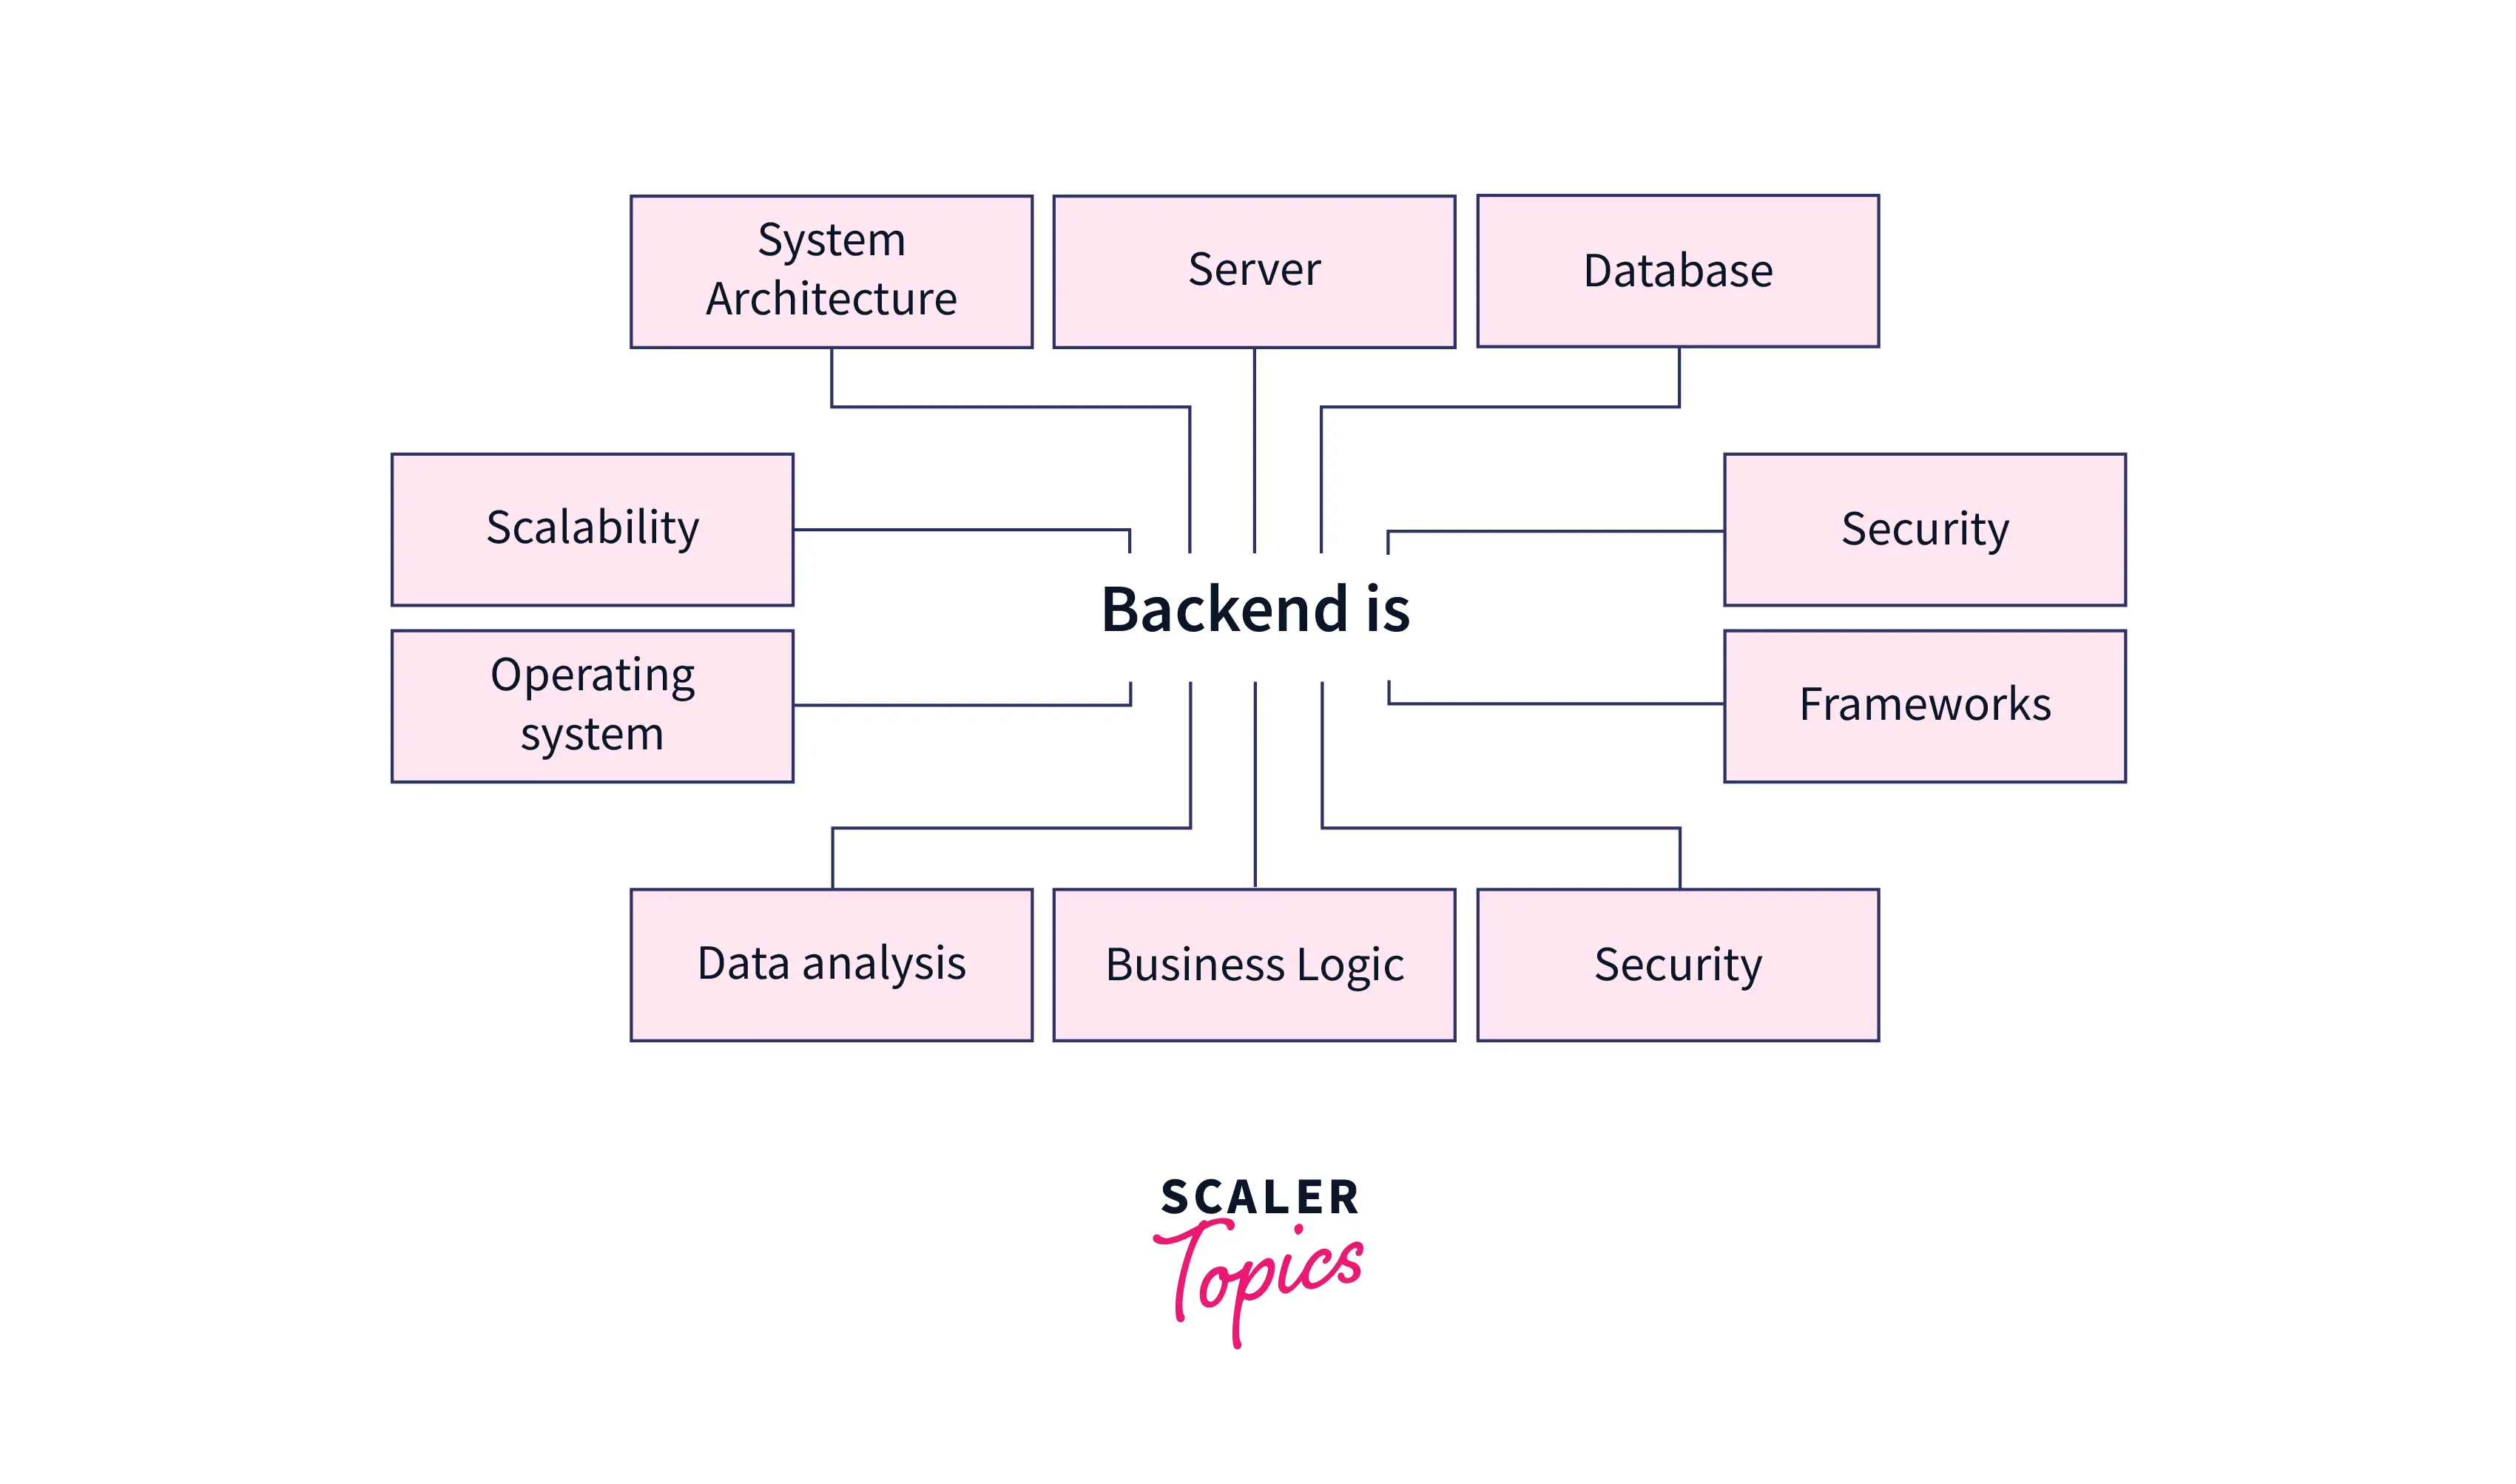 System
Architecture
Server
Database
Scalability
Security
Backend is
Operating
system
Frameworks
Data analysis
Business Logic
Security
SCALER
Topics